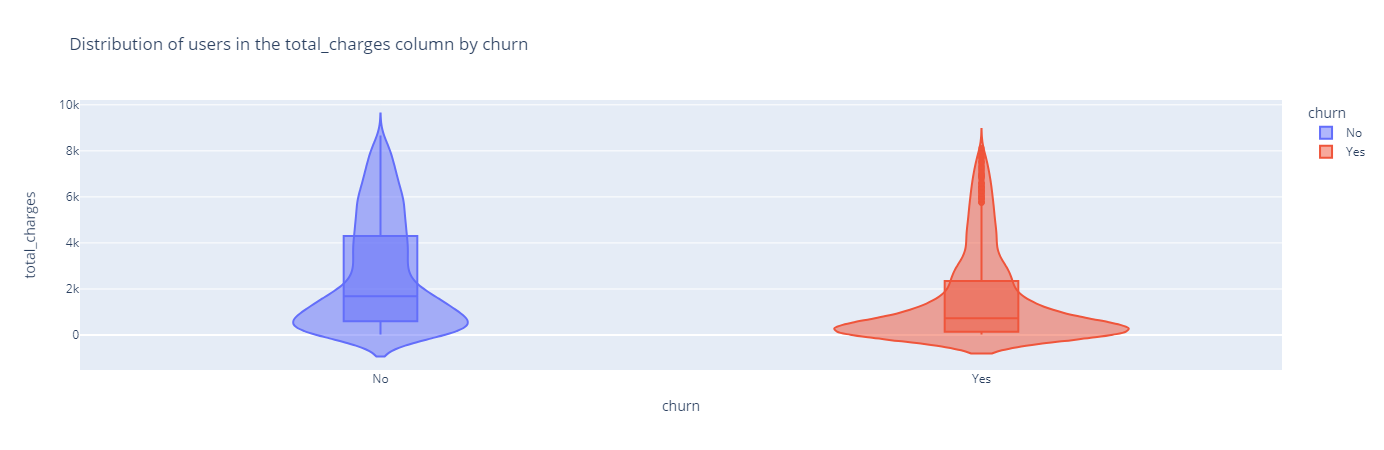 Distribution of users in the total_charges column by churn
10k
8k
6k
4k
2k
0
total_charges
No
Yes
churn
churn
No
Yes